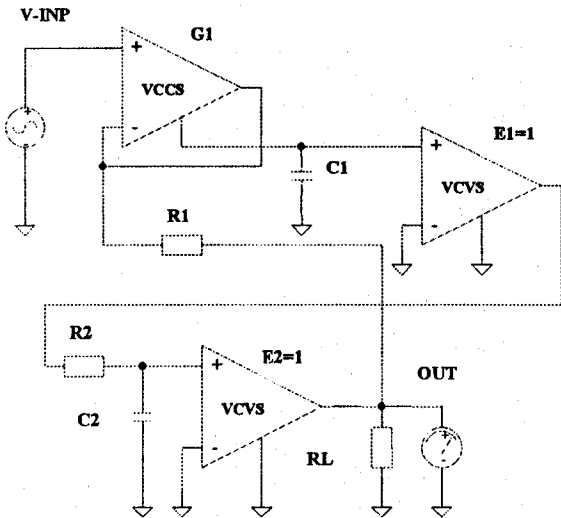 V-INP
G1
+
VCCS
-
+
E1=1
+
C1
VCVS
-
R1
R2
E2=1
+
OUT
C2
VCVS
+
-
RL
-